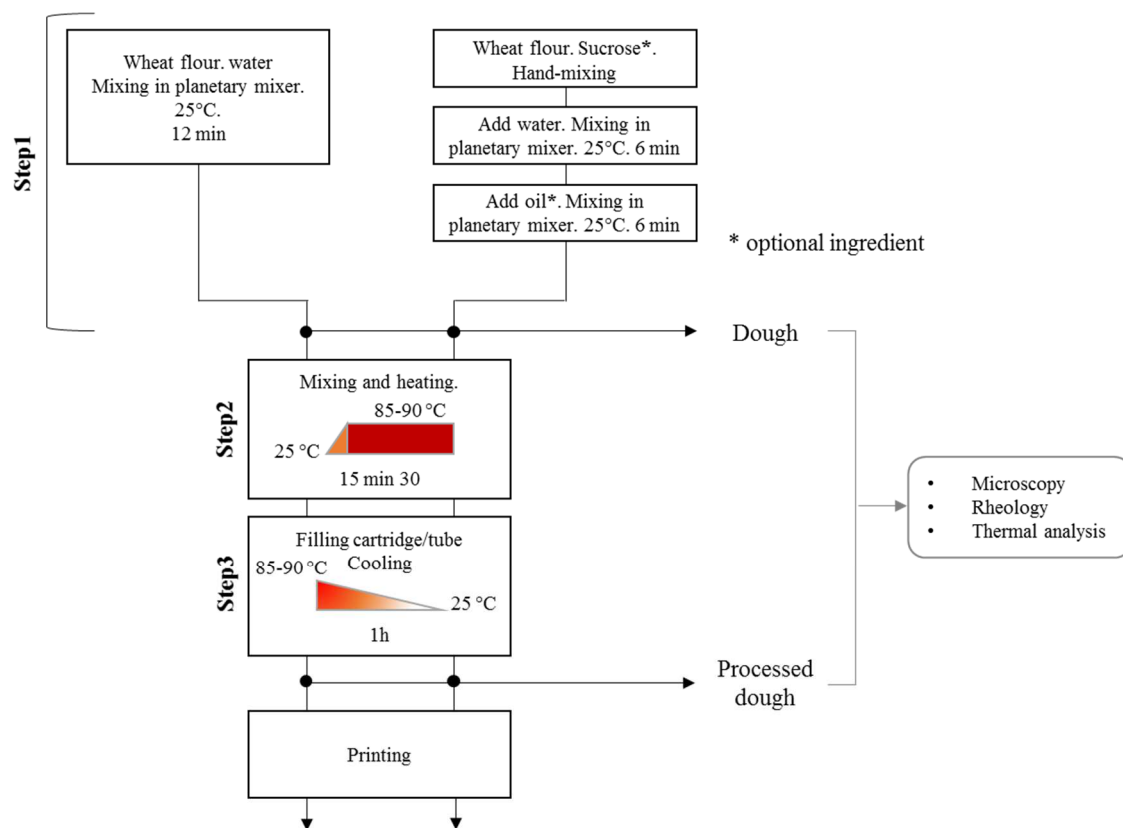 Step1
Wheat flour. water
Mixing in planetary mixer.
25°C.
12 min
Wheat flour. Sucrose*.
Hand-mixing
Add water. Mixing in
planetary mixer. 25°C. 6 min
Add oil*. Mixing in
planetary mixer. 25°C. 6 min
* optional ingredient
Dough
Step2
Mixing and heating.
85-90 °C
25 °C
15 min 30
Step3
Filling cartridge/tube
Cooling
85-90 °C
25 °C
1h
Processed
dough
Printing
• Microscopy
• Rheology
• Thermal analysis